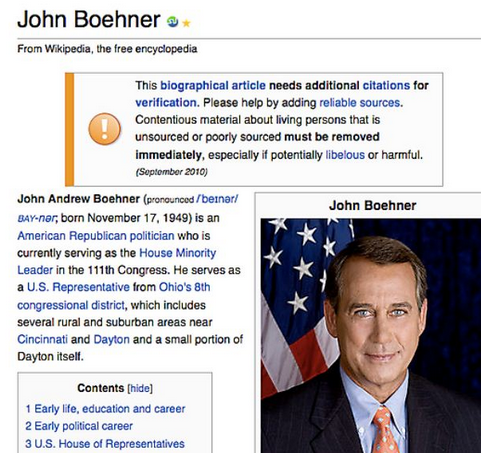 John Boehner
From Wikipedia, the free encyclopedia
This biographical article needs additional citations for
verification. Please help by adding reliable sources.
Contentious material about living persons that is
unsourced or poorly sourced must be removed
immediately, especially if potentially libelous or harmful.
(September 2010)
John Andrew Boehner (pronounced /ˈbeɪnər/
BAY-nər; born November 17, 1949) is an
American Republican politician who is
currently serving as the House Minority
Leader in the 111th Congress. He serves as
a U.S. Representative from Ohio's 8th
congressional district, which includes
several rural and suburban areas near
Cincinnati and Dayton and a small portion of
Dayton itself.
John Boehner
Contents [hide]
1 Early life, education and career
2 Early political career
3 U.S. House of Representatives